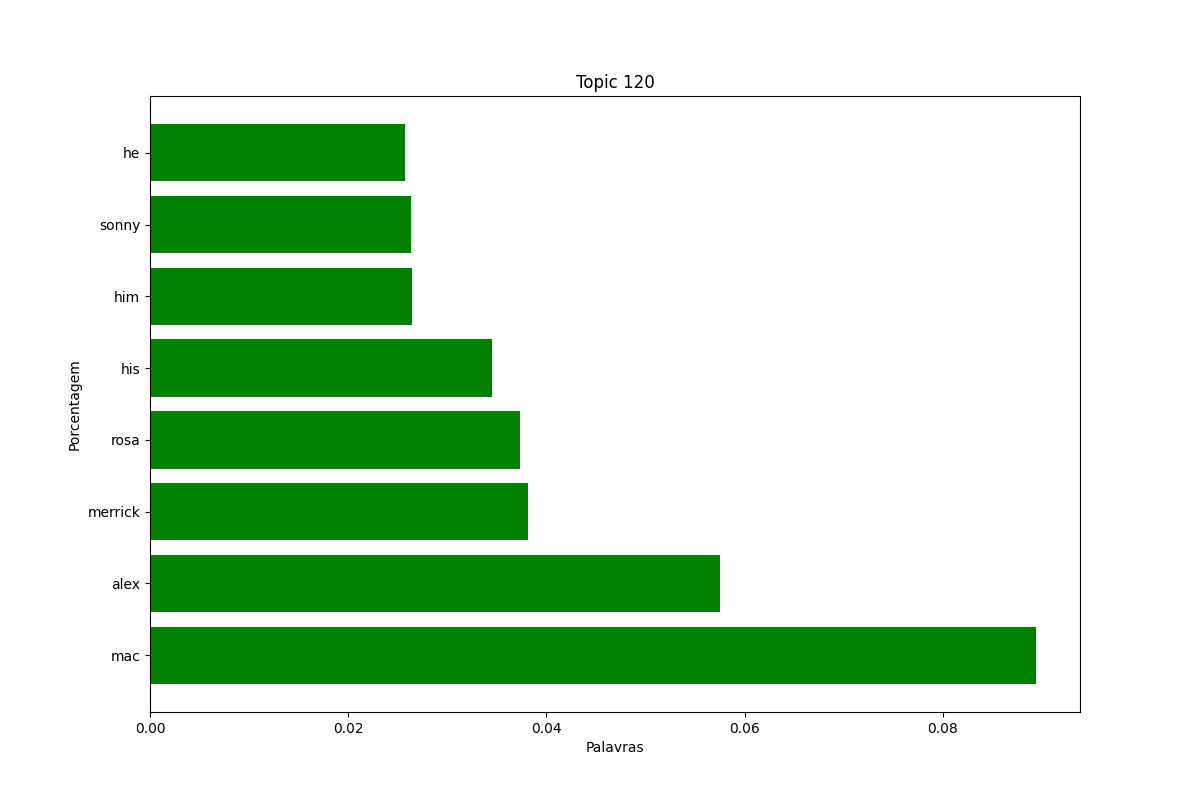 Topic 120
he
sonny
him
his
rosa
merrick
alex
mac
Porcentagem
0.00 0.02 0.04 0.06 0.08
Palavras